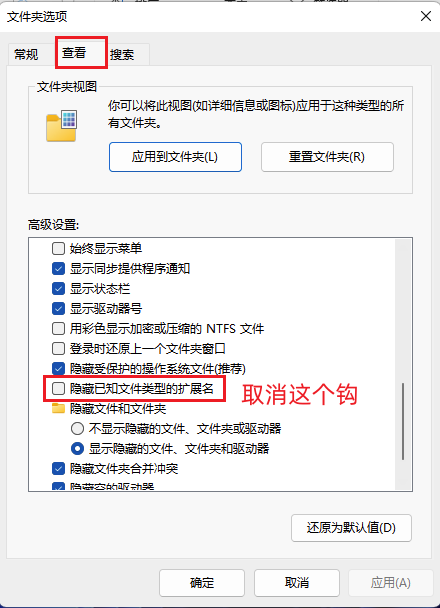 文件夹选项
常规
查看
搜索
文件夹视图
你可以将此视图(如详细信息或图标)应用于这种类型的所
有文件夹。
应用到文件夹(L)
重置文件夹(R)
高级设置:
始终显示菜单
显示同步提供程序通知
显示状态栏
显示驱动器号
用彩色显示加密或压缩的 NTFS 文件
登录时还原上一个文件夹窗口
隐藏受保护的操作系统文件(推荐)
隐藏已知文件类型的扩展名
取消这个钩
隐藏文件和文件夹
不显示隐藏的文件、文件夹或驱动器
显示隐藏的文件、文件夹和驱动器
隐藏文件夹合并冲突
隐藏空的驱动器
还原为默认值(D)
确定
取消
应用(A)